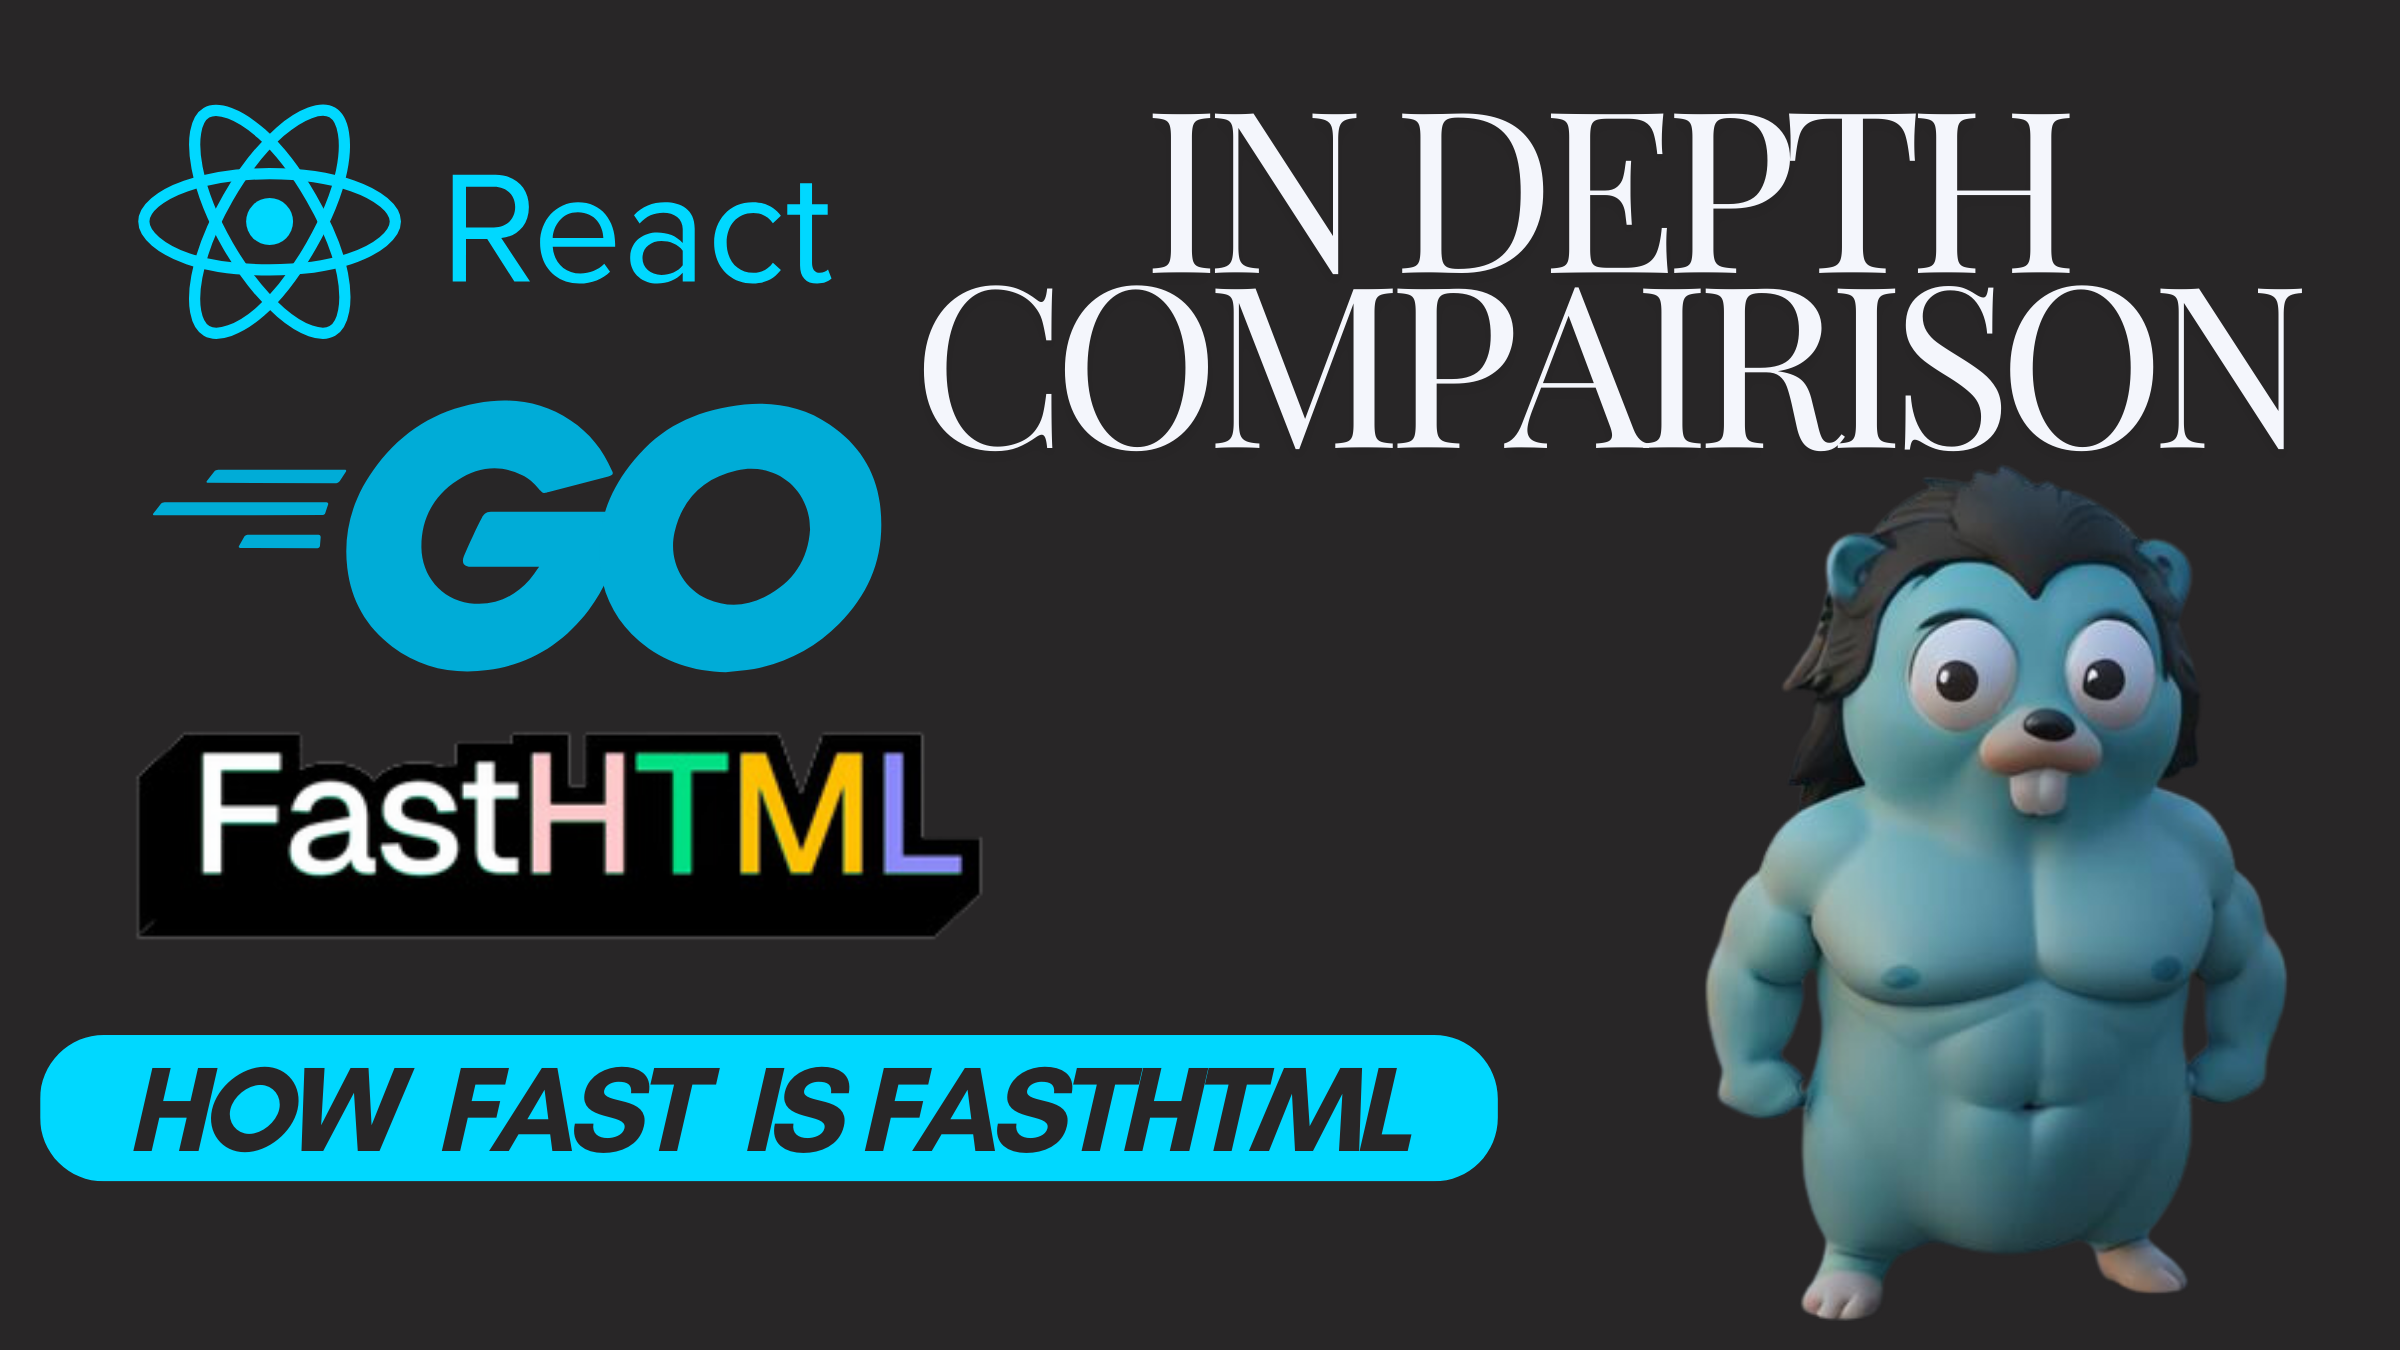 React
IN DEPTH
COMPAIRISON
GO
FastHTML
HOW FAST IS FASTHTML